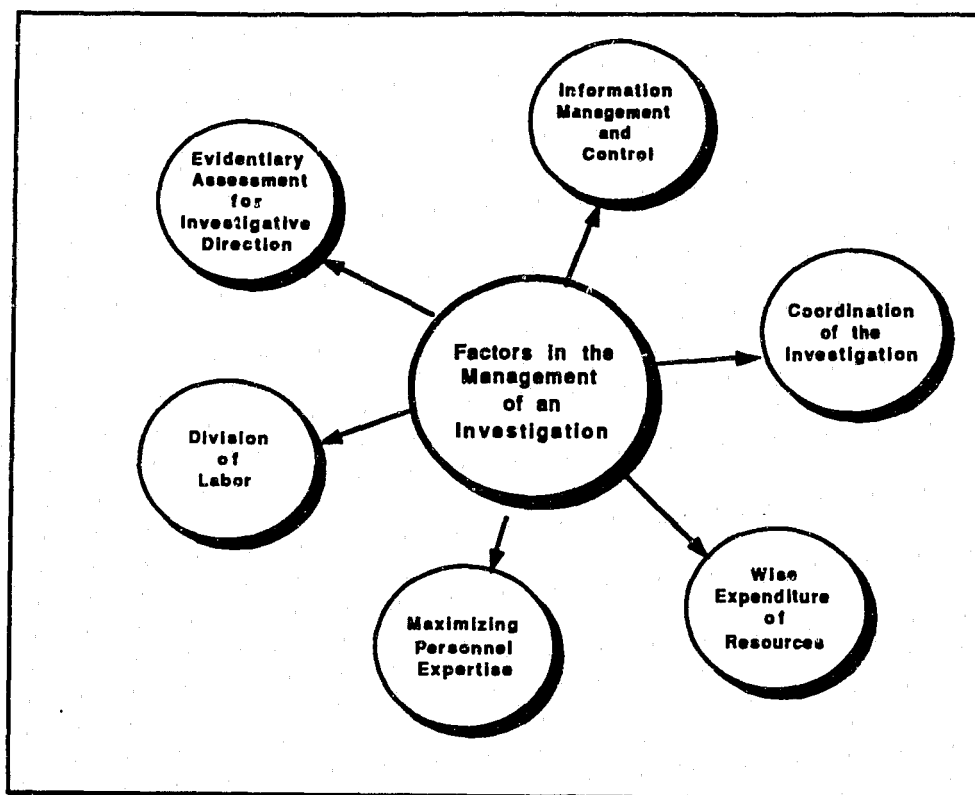 Information
Management
and
Control
Evidentiary
Assessment
for
Investigative
Direction
Coordination
of the
Investigation
Factors in the
Management
of an
Investigation
Division
of
Labor
Wise
Expenditure
of
Resources
Maximizing
Personnel
Expertise